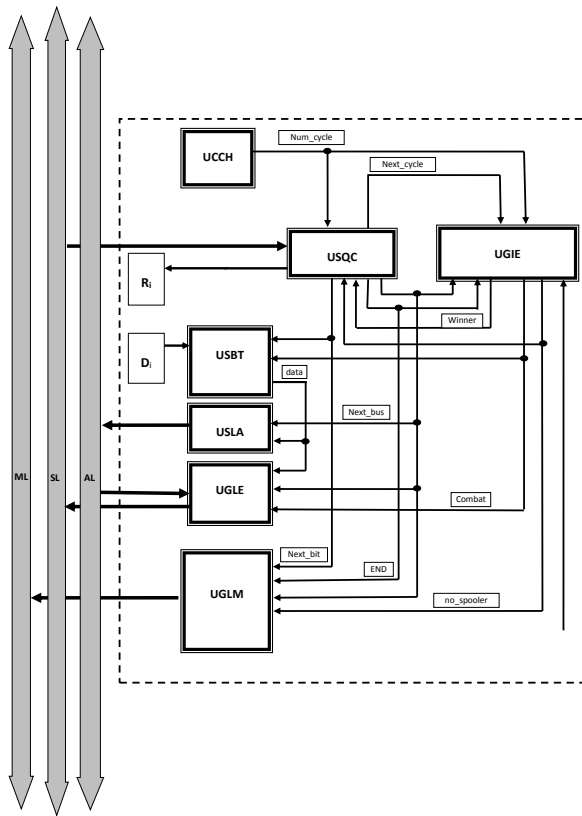 Num_cycle
UCCH
Next_cycle
USQC
UGIE
Ri
Winner
Di
USBT
data
USLA
Next_bus
ML
SL
AL
UGLE
Combat
Next_bit
END
no_spooler
UGLM